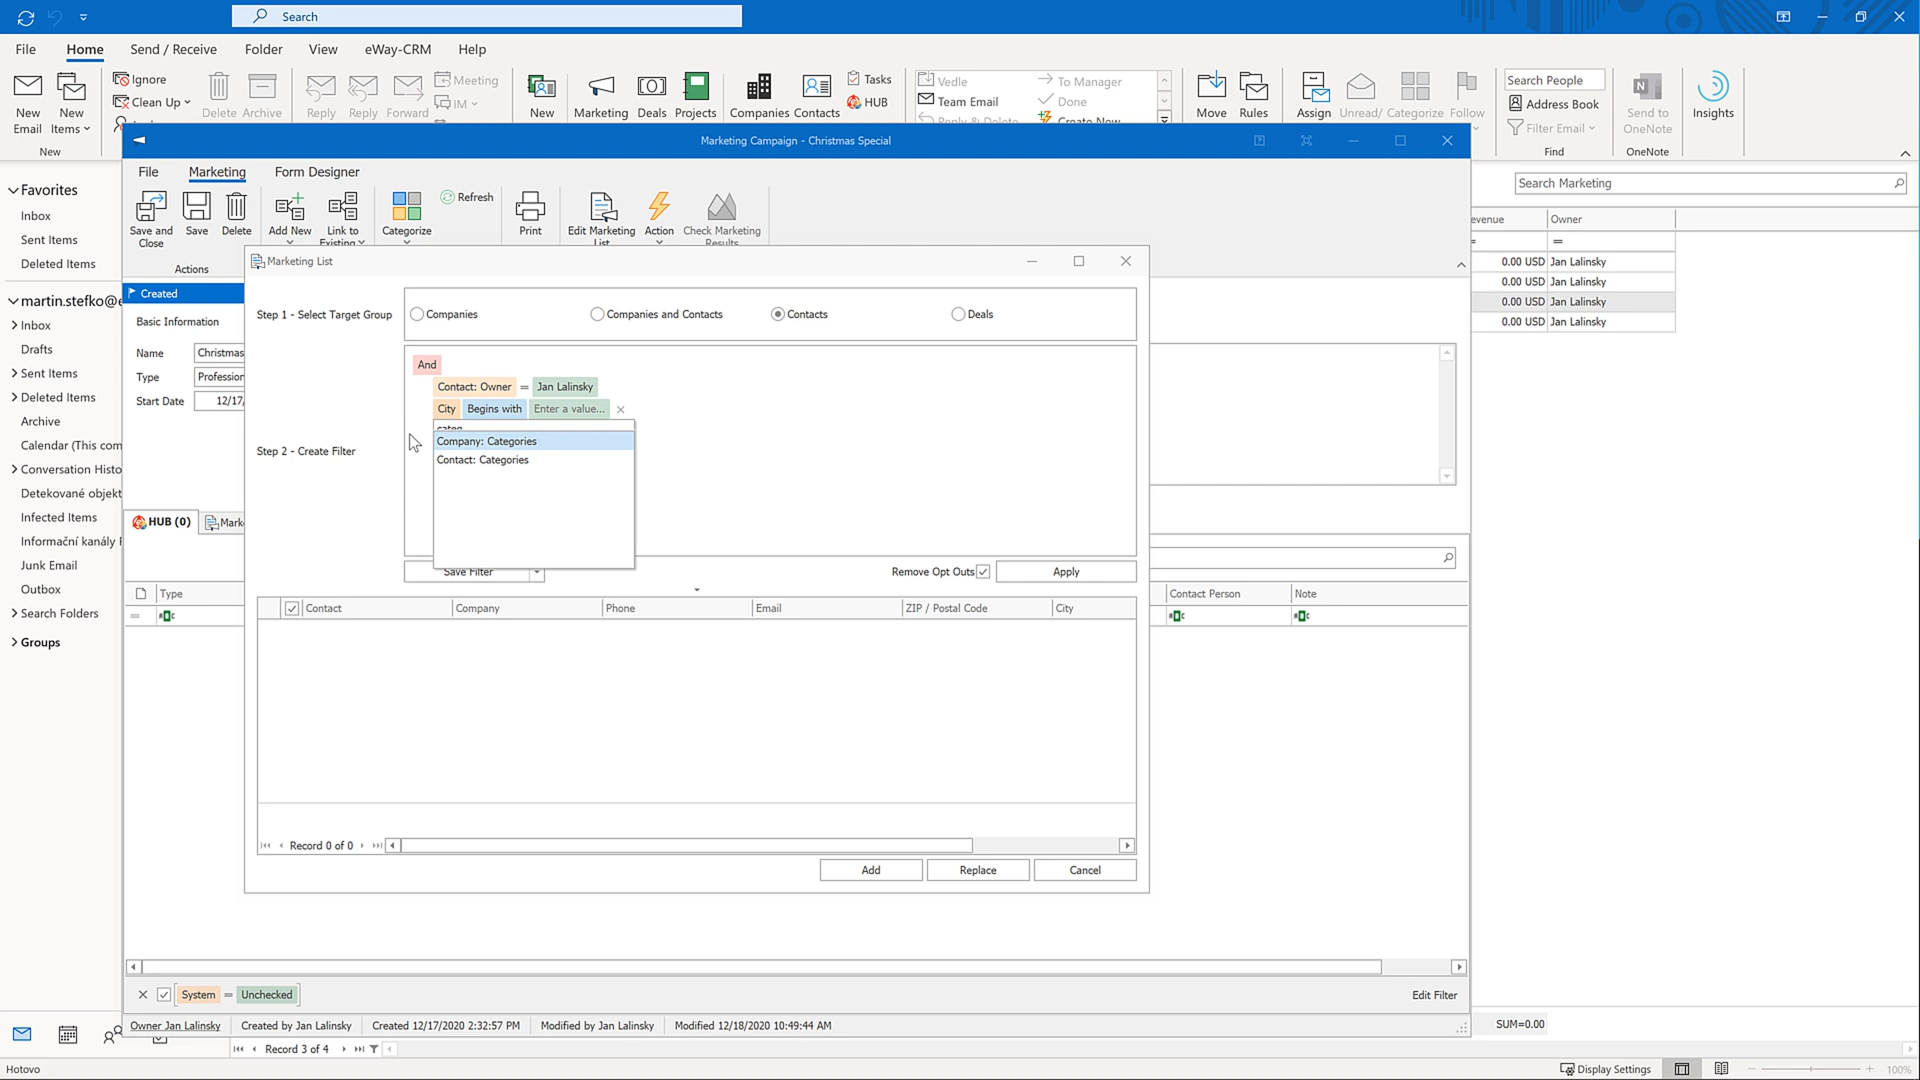 Search
File
Home
Send / Receive
Folder
View
eWay-CRM
Help
New Email
New Items
New
Ignore
Clean Up
Delete
Archive
Reply
Reply
Forward
Meeting
IM
New
Marketing
Deals
Projects
Companies
Contacts
Tasks
HUB
Vedle
Team Email
Reply & Delete
To Manager
Done
Create New
Move
Rules
Assign
Unread/
Categorize
Follow
Search People
Address Book
Filter Email
Find
Send to OneNote
OneNote
Insights
Favorites
Inbox
Sent Items
Deleted Items
martin.stefko@e
Inbox
Drafts
Sent Items
Deleted Items
Archive
Calendar (This com
Conversation Histo
Detekované objekt
Infected Items
Informační kanály
Junk Email
Outbox
Search Folders
Groups
Marketing Campaign - Christmas Special
File
Marketing
Form Designer
Save and Close
Save
Delete
Actions
Add New
Link to Existing
Categorize
Refresh
Print
Edit Marketing List
Action
Check Marketing Results
Created
Basic Information
Name
Christmas
Type
Profession
Start Date
12/17/
HUB (0)
Mark
Type
Marketing List
Step 1 - Select Target Group
Companies
Companies and Contacts
Contacts
Deals
Step 2 - Create Filter
And
Contact: Owner = Jan Lalinsky
City Begins with Enter a value...
categ
Company: Categories
Contact: Categories
Save Filter
Remove Opt Outs
Apply
Contact
Company
Phone
Email
ZIP / Postal Code
City
Record 0 of 0
Add
Replace
Cancel
Contact Person
Note
Search Marketing
evenue
Owner
= =
0.00 USD Jan Lalinsky
0.00 USD Jan Lalinsky
0.00 USD Jan Lalinsky
0.00 USD Jan Lalinsky
System = Unchecked
Edit Filter
Owner Jan Lalinsky
Created by Jan Lalinsky
Created 12/17/2020 2:32:57 PM
Modified by Jan Lalinsky
Modified 12/18/2020 10:49:44 AM
SUM=0.00
Record 3 of 4
Hotovo
Display Settings
100%